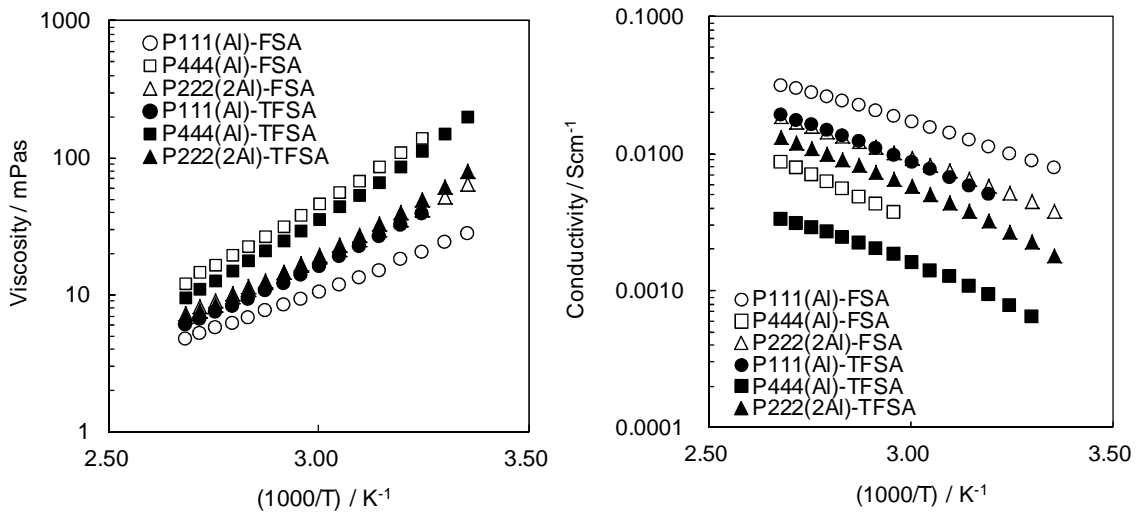 1000
100
10
1
Viscosity / mPas
P111(Al)-FSA
P444(Al)-FSA
P222(2Al)-FSA
P111(Al)-TFSA
P444(Al)-TFSA
P222(2Al)-TFSA
2.50
3.00
3.50
(1000/T) / K⁻¹
0.1000
0.0100
0.0010
0.0001
Conductivity / Scm⁻¹
P111(Al)-FSA
P444(Al)-FSA
P222(2Al)-FSA
P111(Al)-TFSA
P444(Al)-TFSA
P222(2Al)-TFSA
2.50
3.00
3.50
(1000/T) / K⁻¹